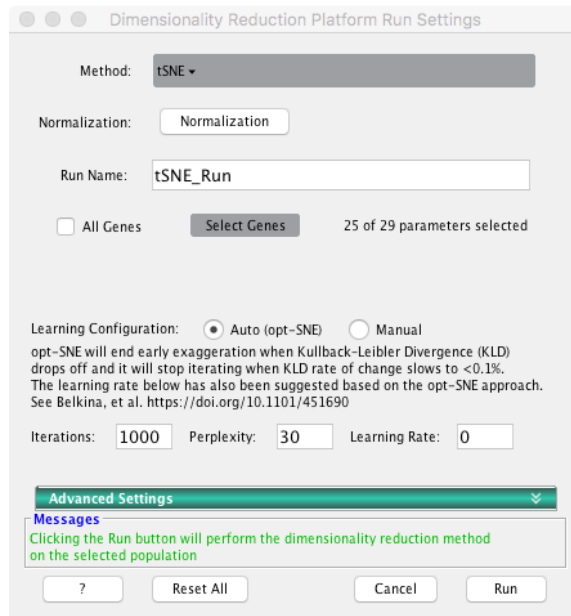 Dimensionality Reduction Platform Run Settings
Method: tSNE
Normalization: Normalization
Run Name: tSNE_Run
All Genes Select Genes 25 of 29 parameters selected
Learning Configuration: Auto (opt-SNE) Manual
opt-SNE will end early exaggeration when Kullback-Leibler Divergence (KLD)
drops off and it will stop iterating when KLD rate of change slows to <0.1%.
The learning rate below has also been suggested based on the opt-SNE approach.
See Belkina, et al. https://doi.org/10.1101/451690
Iterations: 1000 Perplexity: 30 Learning Rate: 0
Advanced Settings
Messages
Clicking the Run button will perform the dimensionality reduction method
on the selected population
? Reset All Cancel Run